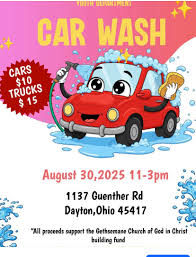 YOUTH DEPARTMENT
CAR WASH
CARS
$10
TRUCKS
$ 15
August 30,2025 11-3pm
1137 Guenther Rd
Dayton,Ohio 45417
*All proceeds support the Gethsemane Church of God in Christ
building fund